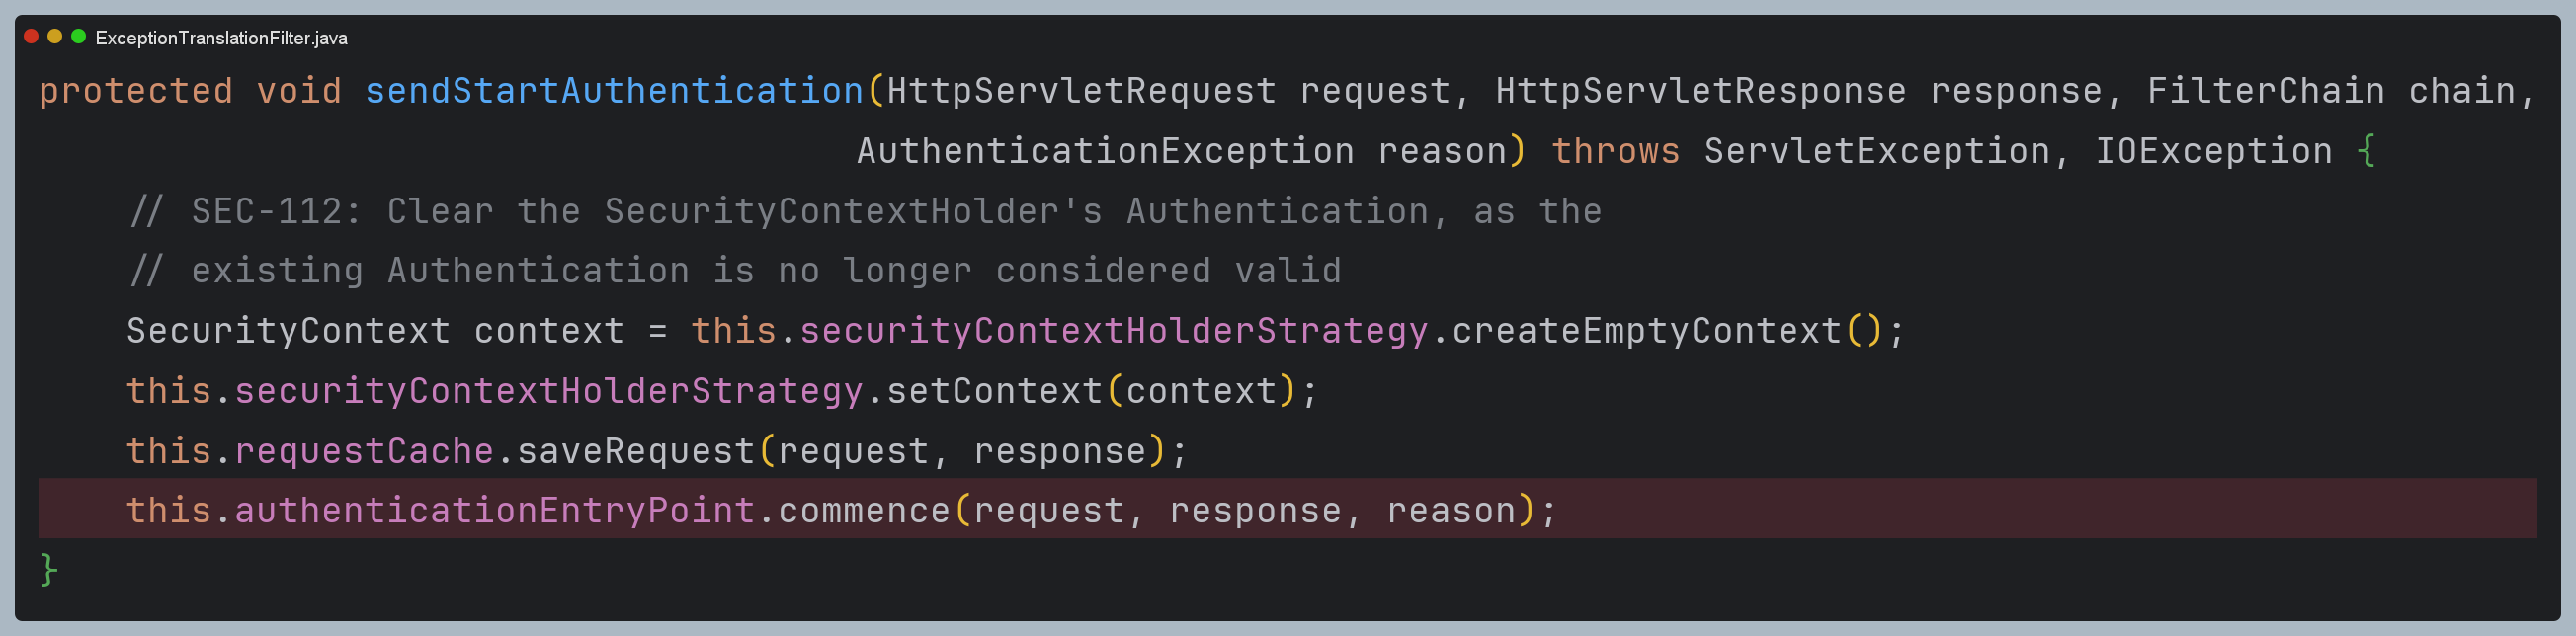 ExceptionTranslationFilter.java
protected void sendStartAuthentication(HttpServletRequest request, HttpServletResponse response, FilterChain chain,
AuthenticationException reason) throws ServletException, IOException {
// SEC-112: Clear the SecurityContextHolder's Authentication, as the
// existing Authentication is no longer considered valid
SecurityContext context = this.securityContextHolderStrategy.createEmptyContext();
this.securityContextHolderStrategy.setContext(context);
this.requestCache.saveRequest(request, response);
this.authenticationEntryPoint.commence(request, response, reason);
}